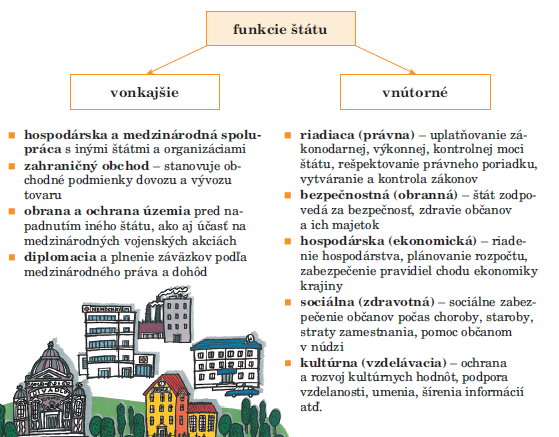 funkcie štátu
vonkajšie
vnútorné
hospodárska a medzinárodná spolu-
práca s inými štátmi a organizáciami
zahraničný obchod – stanovuje ob-
chodné podmienky dovozu a vývozu
tovaru
obrana a ochrana územia pred na-
padnutím iného štátu, ako aj účasť na
medzinárodných vojenských akciách
diplomacia a plnenie záväzkov podľa
medzinárodného práva a dohôd
riadiaca (právna) – uplatňovanie zá-
konodarnej, výkonnej, kontrolnej moci
štátu, rešpektovanie právneho poriadku,
vytváranie a kontrola zákonov
bezpečnostná (obranná) – štát zodpo-
vedá za bezpečnosť, zdravie občanov
a ich majetok
hospodárska (ekonomická) – riade-
nie hospodárstva, plánovanie rozpočtu,
zabezpečenie pravidiel chodu ekonomiky
krajiny
sociálna (zdravotná) – sociálne zabez-
pečenie občanov počas choroby, staroby,
straty zamestnania, pomoc občanom
v núdzi
kultúrna (vzdelávacia) – ochrana
a rozvoj kultúrnych hodnôt, podpora
vzdelanosti, umenia, šírenia informácií
atď.
DIVADLO